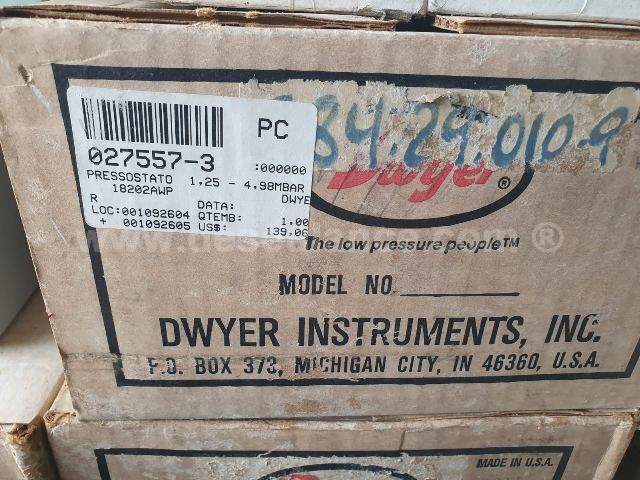 027557-3
PC
:000000
PRESSOSTATO 1,25 - 4,98MBAR
18202AWP
R DATA: DWYE
LOC:001092604 QTEMB: 1.00
+ 001092605 US$: 139,06
84.29.010-9
Dwyer
The low pressure people™
MODEL NO.
DWYER INSTRUMENTS, INC.
P.O. BOX 373, MICHIGAN CITY, IN 46360, U.S.A.
MADE IN U.S.A.